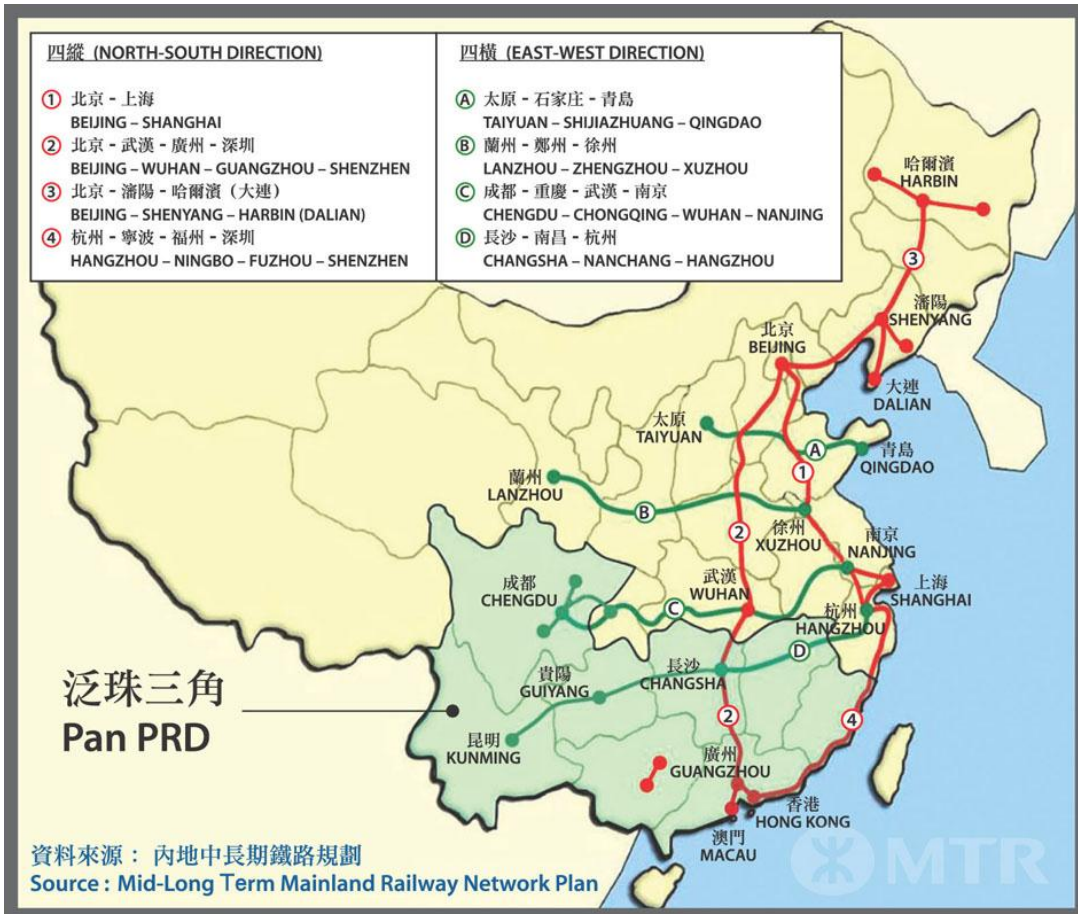 四縱 (NORTH-SOUTH DIRECTION)
① 北京 - 上海
BEIJING – SHANGHAI
② 北京 - 武漢 - 廣州 - 深圳
BEIJING – WUHAN – GUANGZHOU – SHENZHEN
③ 北京 - 瀋陽 - 哈爾濱 (大連)
BEIJING – SHENYANG – HARBIN (DALIAN)
④ 杭州 - 寧波 - 福州 - 深圳
HANGZHOU – NINGBO – FUZHOU – SHENZHEN
四橫 (EAST-WEST DIRECTION)
Ⓐ 太原 - 石家庄 - 青島
TAIYUAN – SHIJIAZHUANG – QINGDAO
Ⓑ 蘭州 - 鄭州 - 徐州
LANZHOU – ZHENGZHOU – XUZHOU
Ⓒ 成都 - 重慶 - 武漢 - 南京
CHENGDU – CHONGQING – WUHAN – NANJING
Ⓓ 長沙 - 南昌 - 杭州
CHANGSHA – NANCHANG – HANGZHOU
哈爾濱
HARBIN
③
瀋陽
SHENYANG
北京
BEIJING
大連
DALIAN
太原
TAIYUAN
Ⓐ
青島
QINGDAO
①
蘭州
LANZHOU
Ⓑ
②
徐州
XUZHOU
南京
NANJING
成都
CHENGDU
Ⓒ
武漢
WUHAN
上海
SHANGHAI
杭州
HANGZHOU
Ⓓ
長沙
CHANGSHA
貴陽
GUIYANG
泛珠三角
Pan PRD
②
④
昆明
KUNMING
廣州
GUANGZHOU
香港
HONG KONG
澳門
MACAU
資料來源： 內地中長期鐵路規劃
Source : Mid-Long Term Mainland Railway Network Plan
MTR